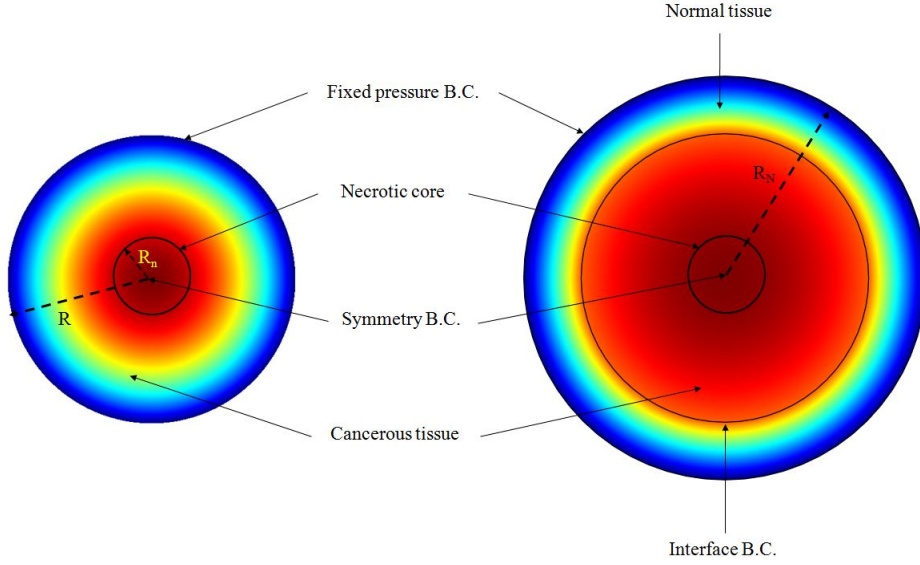 Normal tissue
Fixed pressure B.C.
Necrotic core
R_N
R_n
Symmetry B.C.
R
Cancerous tissue
Interface B.C.